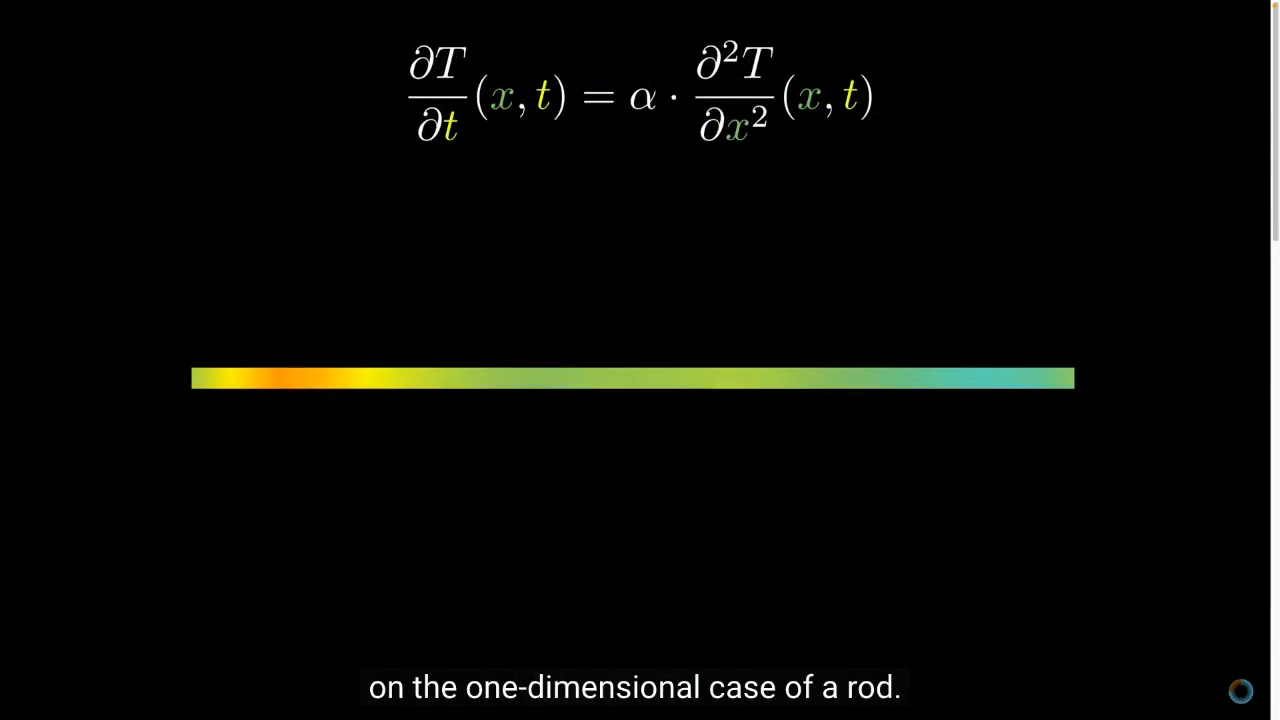 ∂T/∂t (x, t) = α · ∂²T/∂x² (x, t)
on the one-dimensional case of a rod.